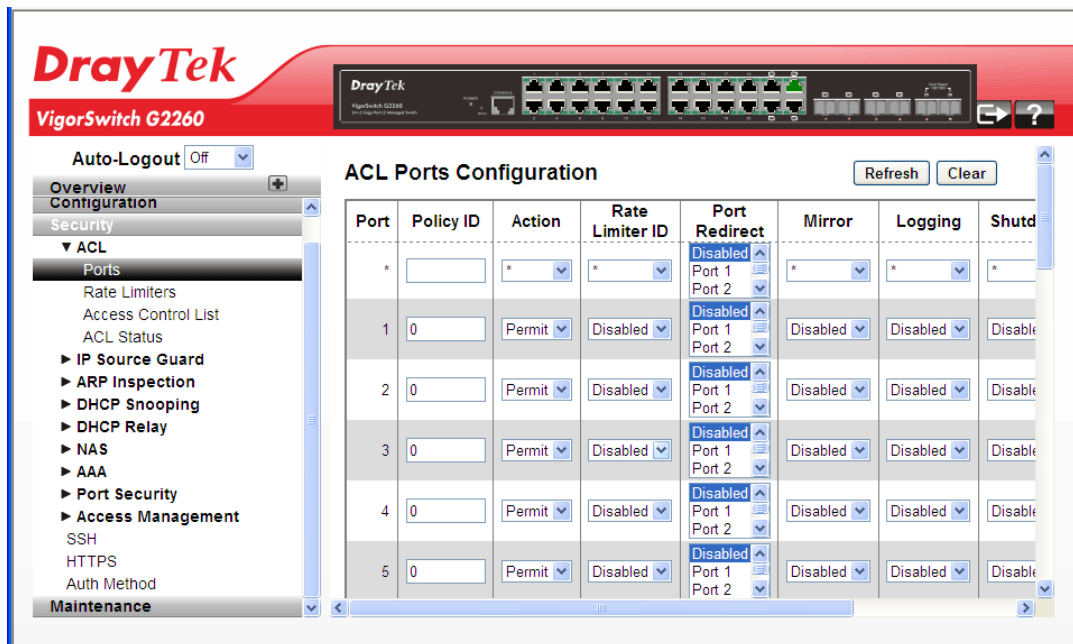 DrayTek
VigorSwitch G2260
DrayTek
VigorSwitch G2260
Auto-Logout Off
Overview
Configuration
Security
▼ ACL
Ports
Rate Limiters
Access Control List
ACL Status
► IP Source Guard
► ARP Inspection
► DHCP Snooping
► DHCP Relay
► NAS
► AAA
► Port Security
► Access Management
SSH
HTTPS
Auth Method
Maintenance
ACL Ports Configuration
Refresh Clear
Port Policy ID Action Rate Limiter ID Port Redirect Mirror Logging Shutd
* * * Disabled Port 1 Port 2 * * *
1 0 Permit Disabled Disabled Port 1 Port 2 Disabled Disabled Disable
2 0 Permit Disabled Disabled Port 1 Port 2 Disabled Disabled Disable
3 0 Permit Disabled Disabled Port 1 Port 2 Disabled Disabled Disable
4 0 Permit Disabled Disabled Port 1 Port 2 Disabled Disabled Disable
5 0 Permit Disabled Disabled Port 1 Port 2 Disabled Disabled Disable